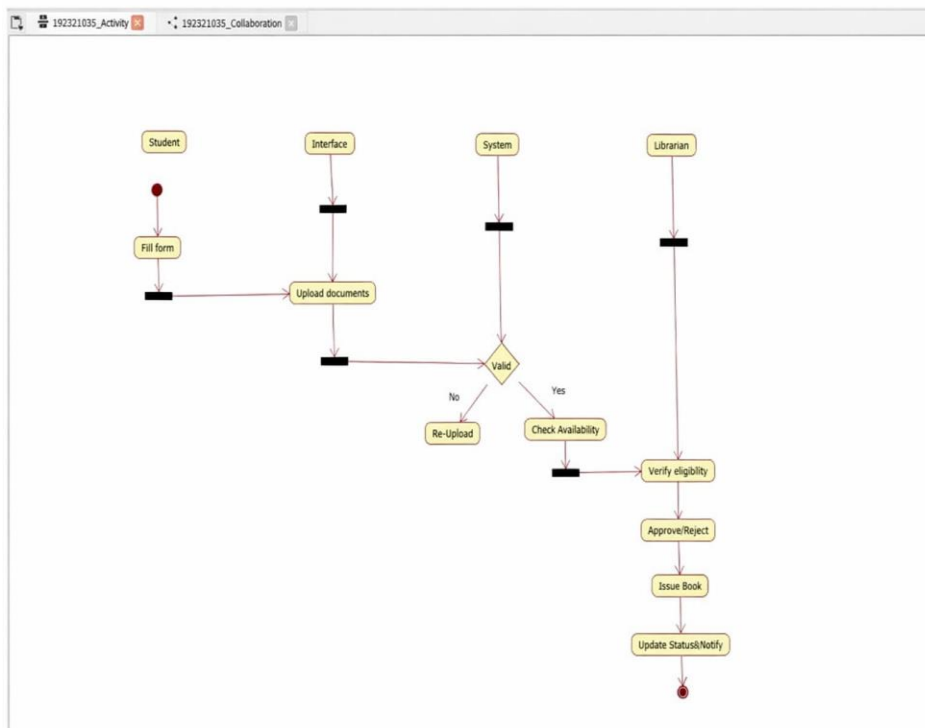 192321035_Activity
192321035_Collaboration
Student
Interface
System
Librarian
Fill form
Upload documents
Valid
No
Yes
Re-Upload
Check Availability
Verify eligiblity
Approve/Reject
Issue Book
Update Status&Notify